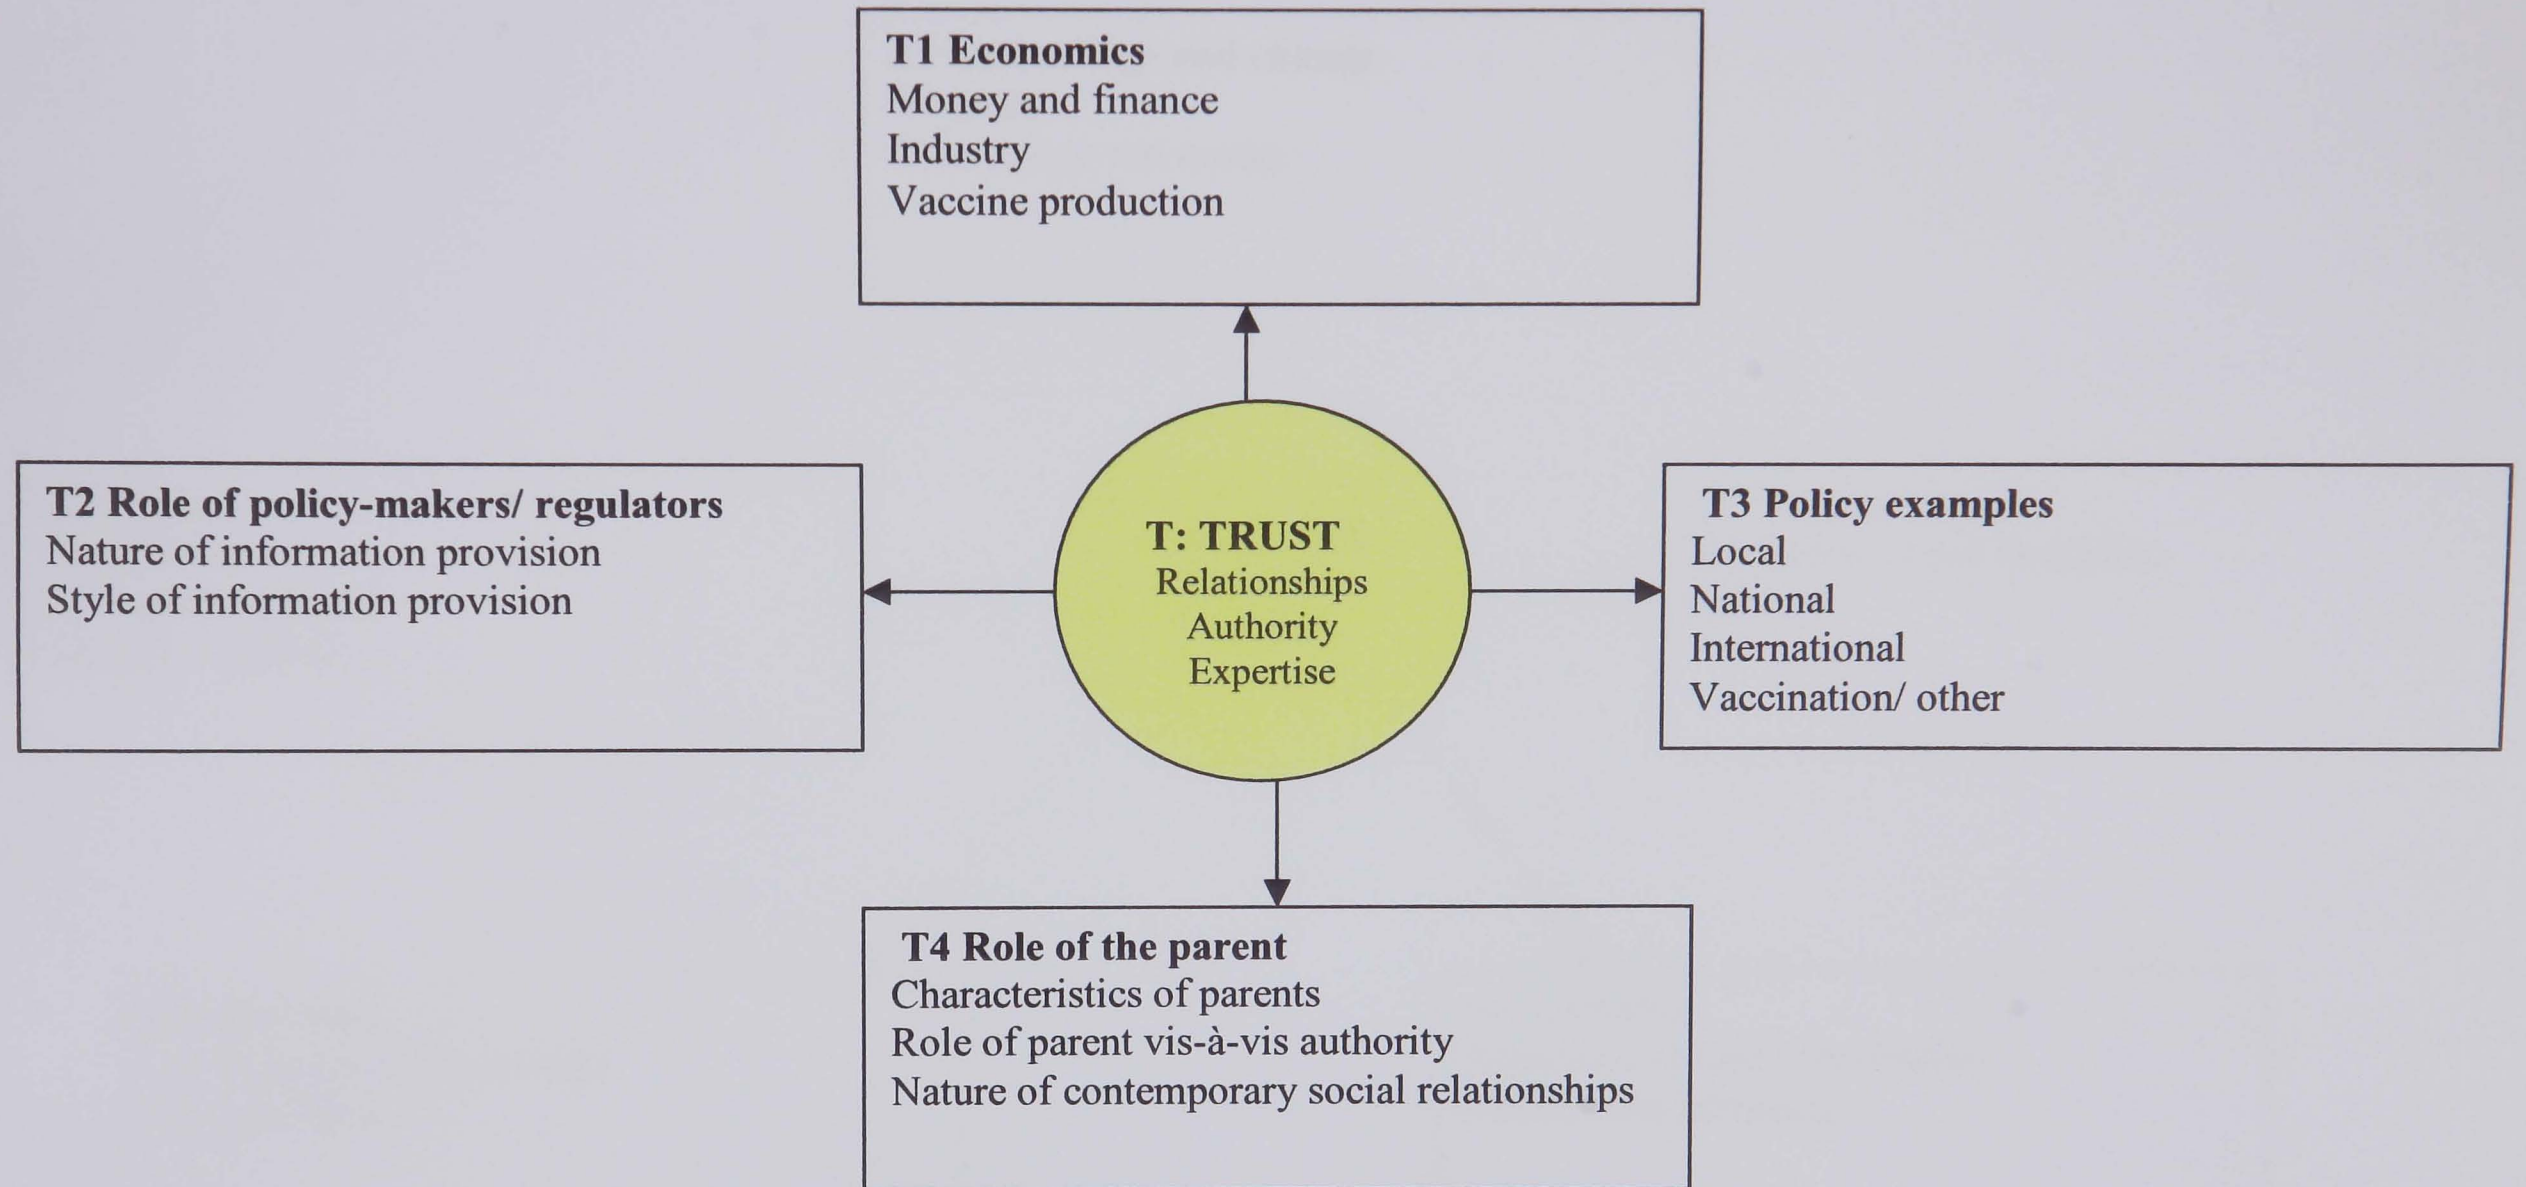 T1 Economics
Money and finance
Industry
Vaccine production
T2 Role of policy-makers/ regulators
Nature of information provision
Style of information provision
T: TRUST
Relationships
Authority
Expertise
T3 Policy examples
Local
National
International
Vaccination/ other
T4 Role of the parent
Characteristics of parents
Role of parent vis-à-vis authority
Nature of contemporary social relationships